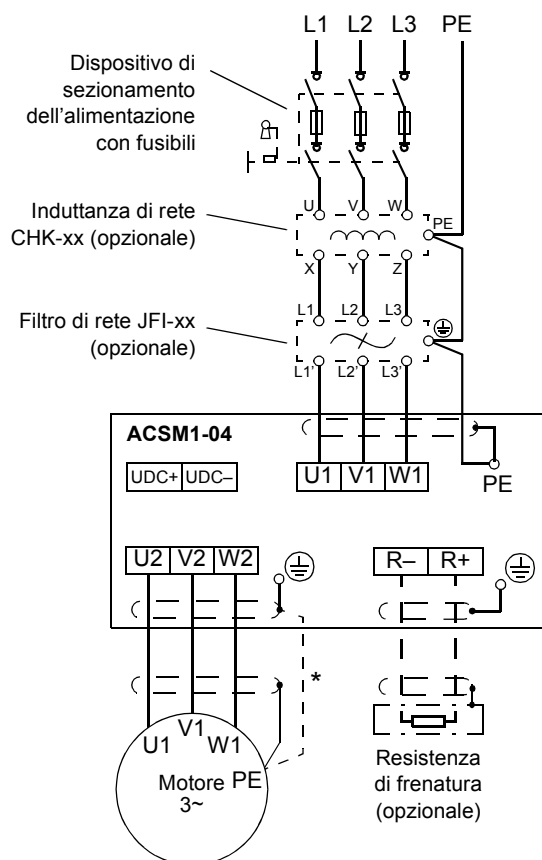 L1 L2 L3 PE
Dispositivo di
sezionamento
dell'alimentazione
con fusibili
U V W PE
Induttanza di rete
CHK-xx (opzionale)
X Y Z
L1 L2 L3
Filtro di rete JFI-xx
(opzionale)
L1' L2' L3'
ACSM1-04
UDC+ UDC–
U1 V1 W1
PE
U2 V2 W2
R– R+
*
U1 V1 W1
Motore PE
3~
Resistenza
di frenatura
(opzionale)